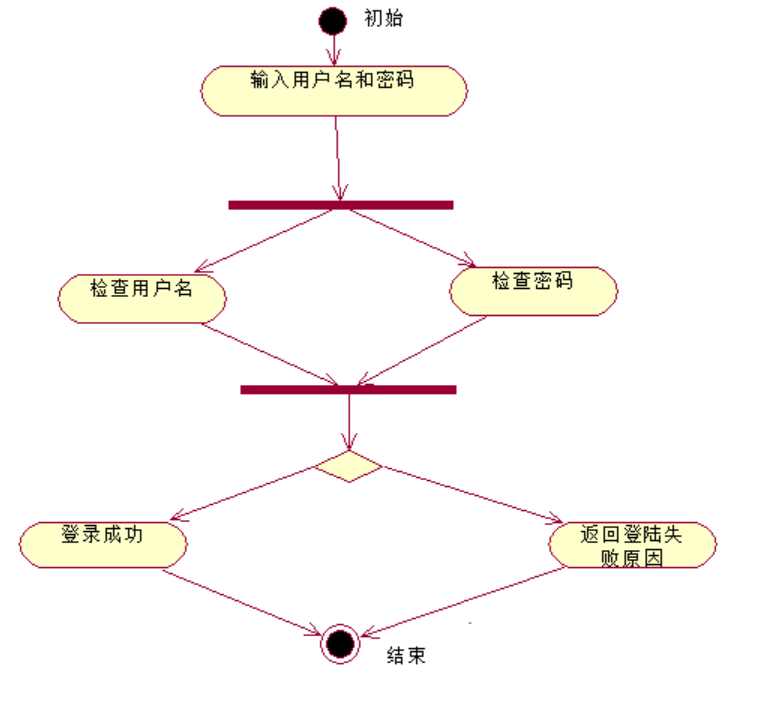 初始
输入用户名和密码
检查用户名
检查密码
登录成功
返回登陆失
败原因
结束